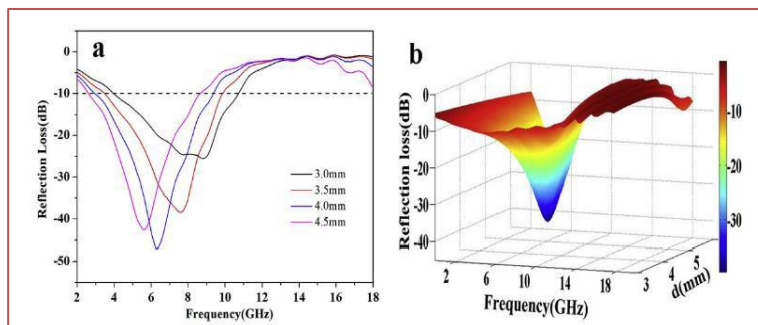 a
0
-10
-20
-30
-40
-50
Reflection Loss(dB)
3.0mm
3.5mm
4.0mm
4.5mm
2 4 6 8 10 12 14 16 18
Frequency(GHz)
b
0
-10
-20
-30
-40
Reflection loss(dB)
2 6 10 14 18
Frequency(GHz)
3 4 5
d(mm)
-10
-20
-30